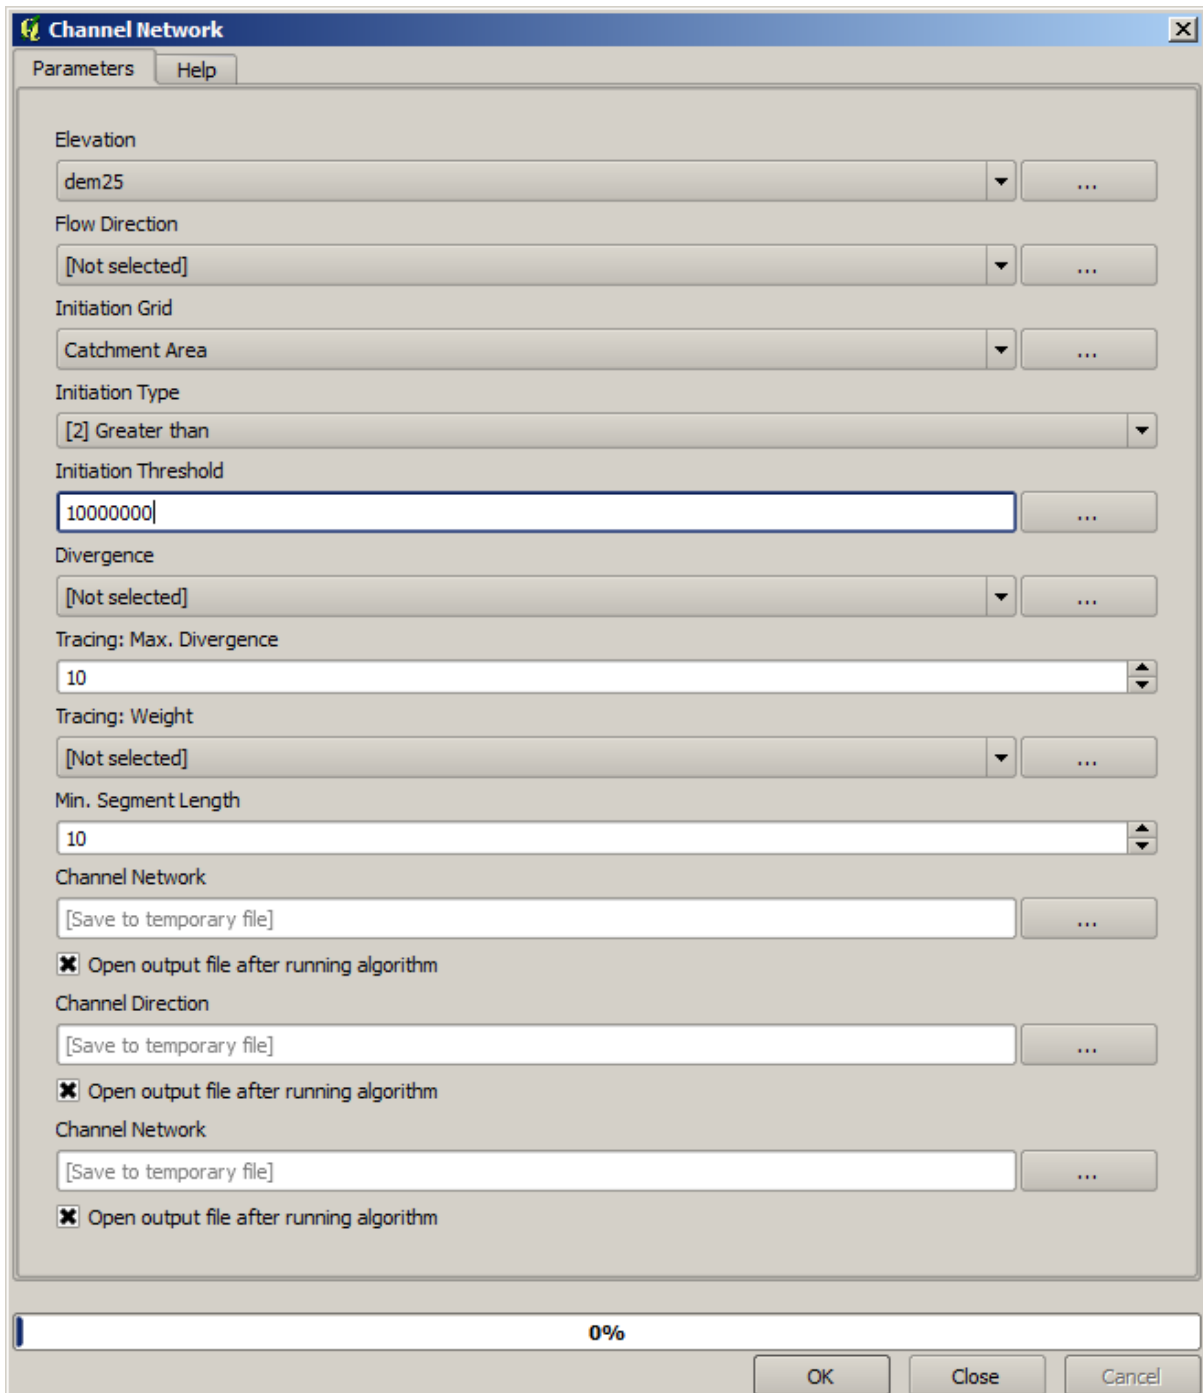 Channel Network
Parameters Help
Elevation
dem25
...
Flow Direction
[Not selected]
...
Initiation Grid
Catchment Area
...
Initiation Type
[2] Greater than
Initiation Threshold
10000000
...
Divergence
[Not selected]
...
Tracing: Max. Divergence
10
Tracing: Weight
[Not selected]
...
Min. Segment Length
10
Channel Network
[Save to temporary file]
...
Open output file after running algorithm
Channel Direction
[Save to temporary file]
...
Open output file after running algorithm
Channel Network
[Save to temporary file]
...
Open output file after running algorithm
0%
OK Close Cancel